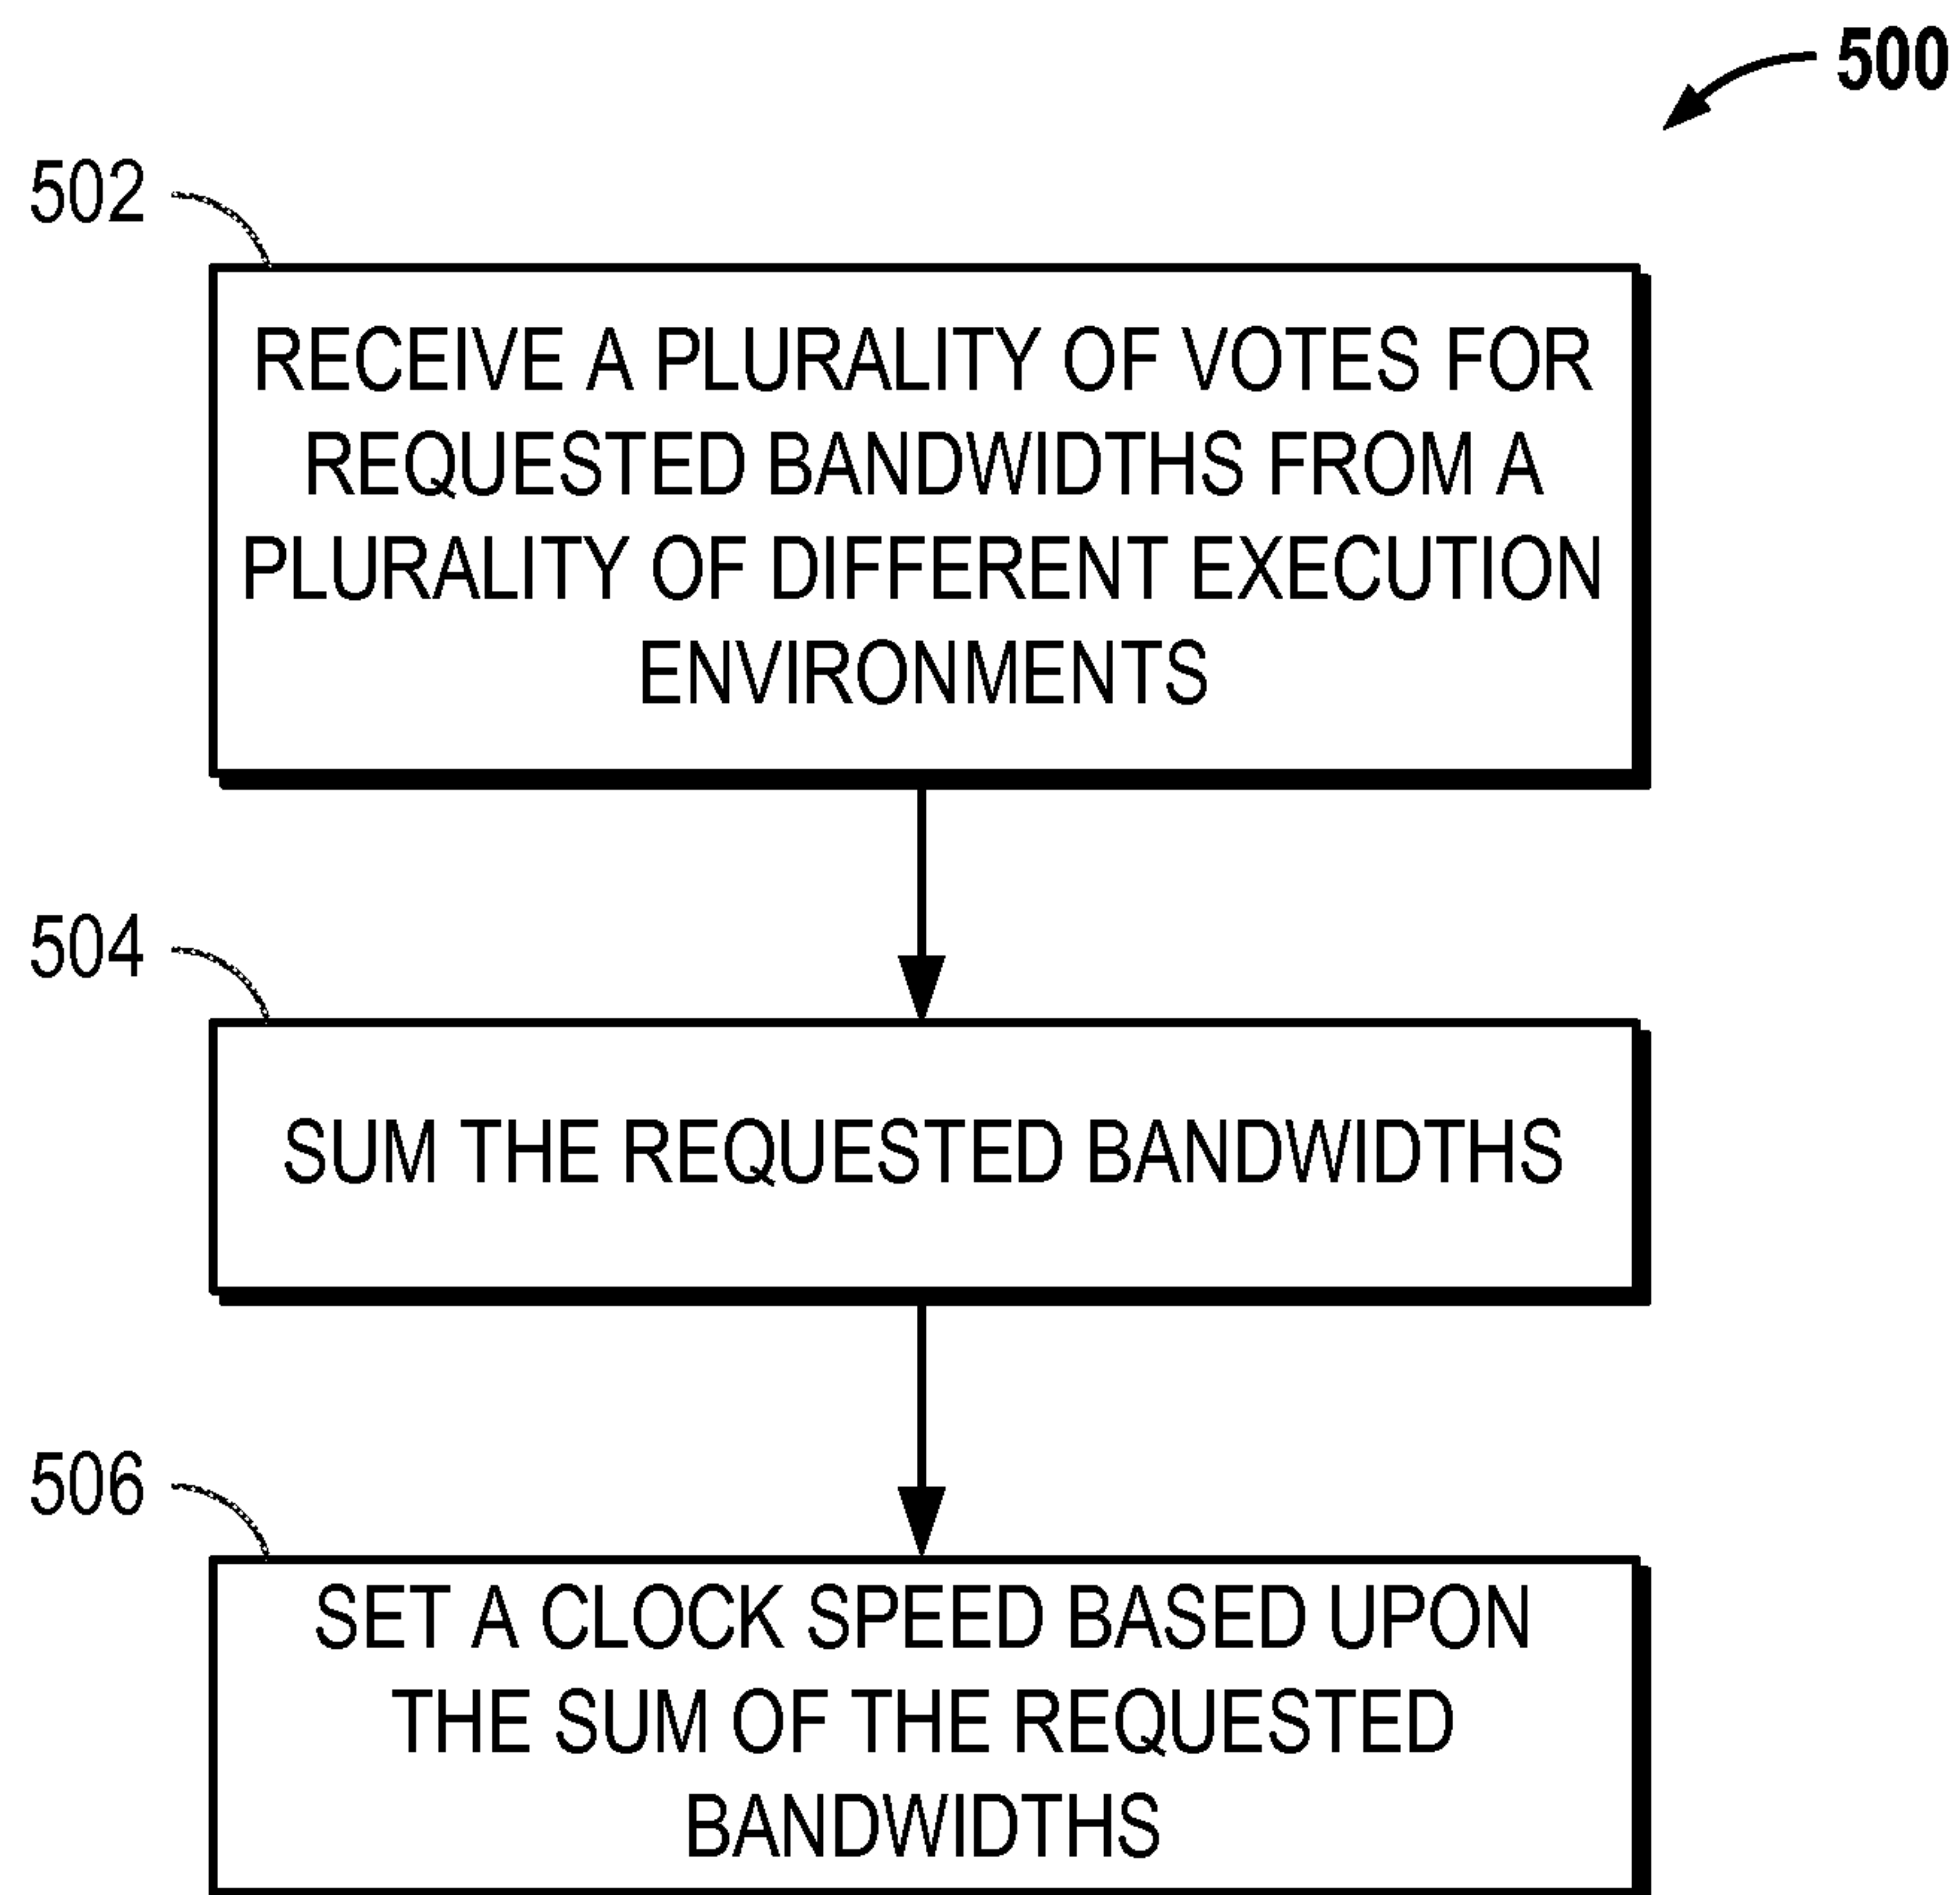 500
502
RECEIVE A PLURALITY OF VOTES FOR
REQUESTED BANDWIDTHS FROM A
PLURALITY OF DIFFERENT EXECUTION
ENVIRONMENTS
504
SUM THE REQUESTED BANDWIDTHS
506
SET A CLOCK SPEED BASED UPON
THE SUM OF THE REQUESTED
BANDWIDTHS